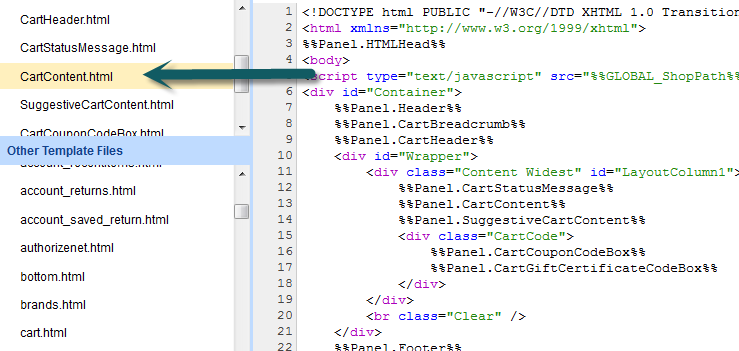 CartHeader.html
CartStatusMessage.html
CartContent.html
SuggestiveCartContent.html
CartCouponCodeBox.html
Other Template Files
account_recentitems.html
account_returns.html
account_saved_return.html
authorizenet.html
bottom.html
brands.html
cart.html
1 <!DOCTYPE html PUBLIC "-//W3C//DTD XHTML 1.0 Transition
2 <html xmlns="http://www.w3.org/1999/xhtml">
3 %%Panel.HTMLHead%%
4 <body>
5 <script type="text/javascript" src="%%GLOBAL_ShopPath%%
6 <div id="Container">
7 %%Panel.Header%%
8 %%Panel.CartBreadcrumb%%
9 %%Panel.CartHeader%%
10 <div id="Wrapper">
11 <div class="Content Widest" id="LayoutColumn1">
12 %%Panel.CartStatusMessage%%
13 %%Panel.CartContent%%
14 %%Panel.SuggestiveCartContent%%
15 <div class="CartCode">
16 %%Panel.CartCouponCodeBox%%
17 %%Panel.CartGiftCertificateCodeBox%%
18 </div>
19 </div>
20 <br class="Clear" />
21 </div>
22 %%Panel.Footer%%